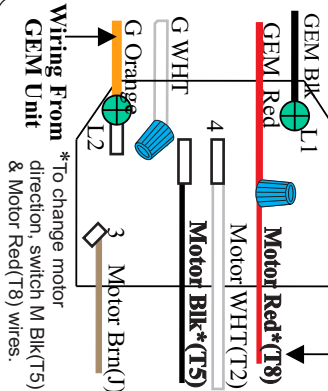 GEM Blk
L1
GEM Red
Motor Red*(T8)
G WHT
4
Motor WHT(T2)
Motor Blk*(T5)
G Orange
L2
3
Motor Brn(J)
Wiring From
GEM Unit
*To change motor
direction, switch M Blk(T5)
& Motor Red(T8) wires.